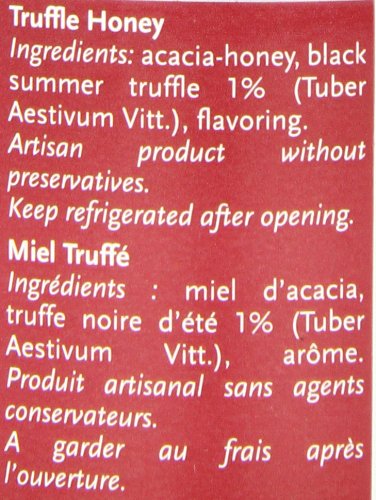 Truffle Honey
Ingredients: acacia-honey, black
summer truffle 1% (Tuber
Aestivum Vitt.), flavoring.
Artisan product without
preservatives.
Keep refrigerated after opening.
Miel Truffé
Ingrédients : miel d'acacia,
truffe noire d'été 1% (Tuber
Aestivum Vitt.), arôme.
Produit artisanal sans agents
conservateurs.
A garder au frais après
l'ouverture.